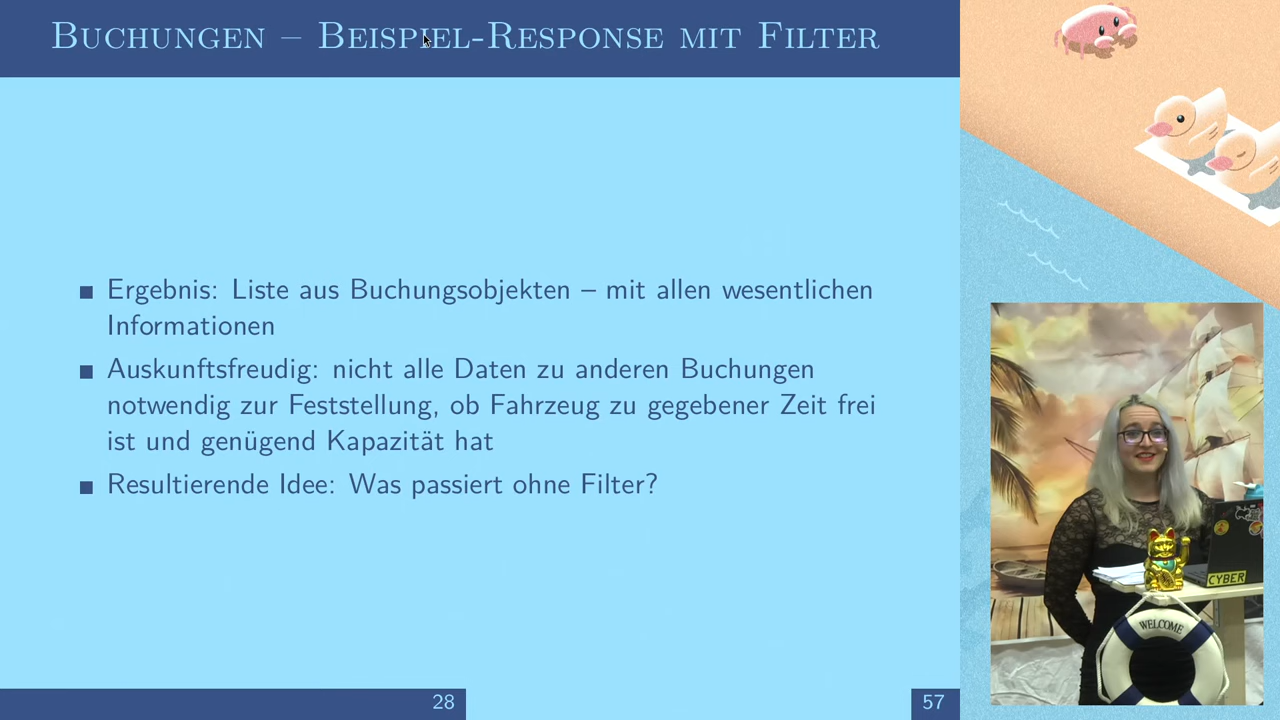 Buchungen – Beispiel-Response mit Filter
Ergebnis: Liste aus Buchungsobjekten – mit allen wesentlichen
Informationen
Auskunftsfreudig: nicht alle Daten zu anderen Buchungen
notwendig zur Feststellung, ob Fahrzeug zu gegebener Zeit frei
ist und genügend Kapazität hat
Resultierende Idee: Was passiert ohne Filter?
CYBER
WELCOME
28
57